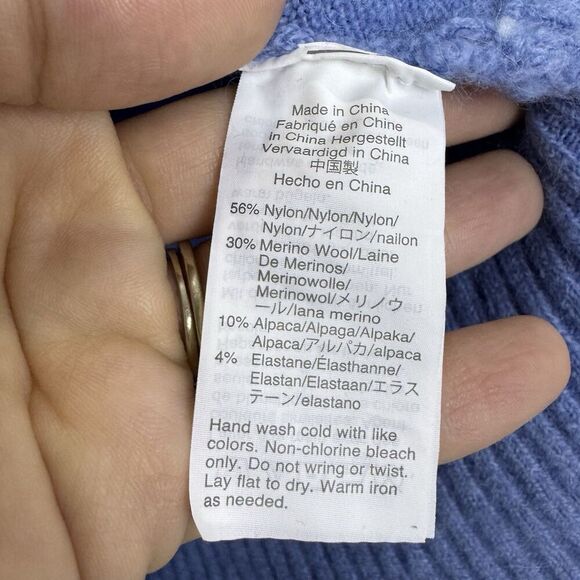 Made in China
Fabriqué en Chine
In China Hergestellt
Vervaardigd in China
中国製
Hecho en China
56% Nylon/Nylon/Nylon/
Nylon/ナイロン/nailon
30% Merino Wool/Laine
De Merinos/
Merinowolle/
Merinowol/メリノウ
ール/lana merino
10% Alpaca/Alpaga/Alpaka/
Alpaca/アルパカ/alpaca
4% Elastane/Élasthanne/
Elastan/Elastaan/エラス
テーン/elastano
Hand wash cold with like
colors. Non-chlorine bleach
only. Do not wring or twist.
Lay flat to dry. Warm iron
as needed.